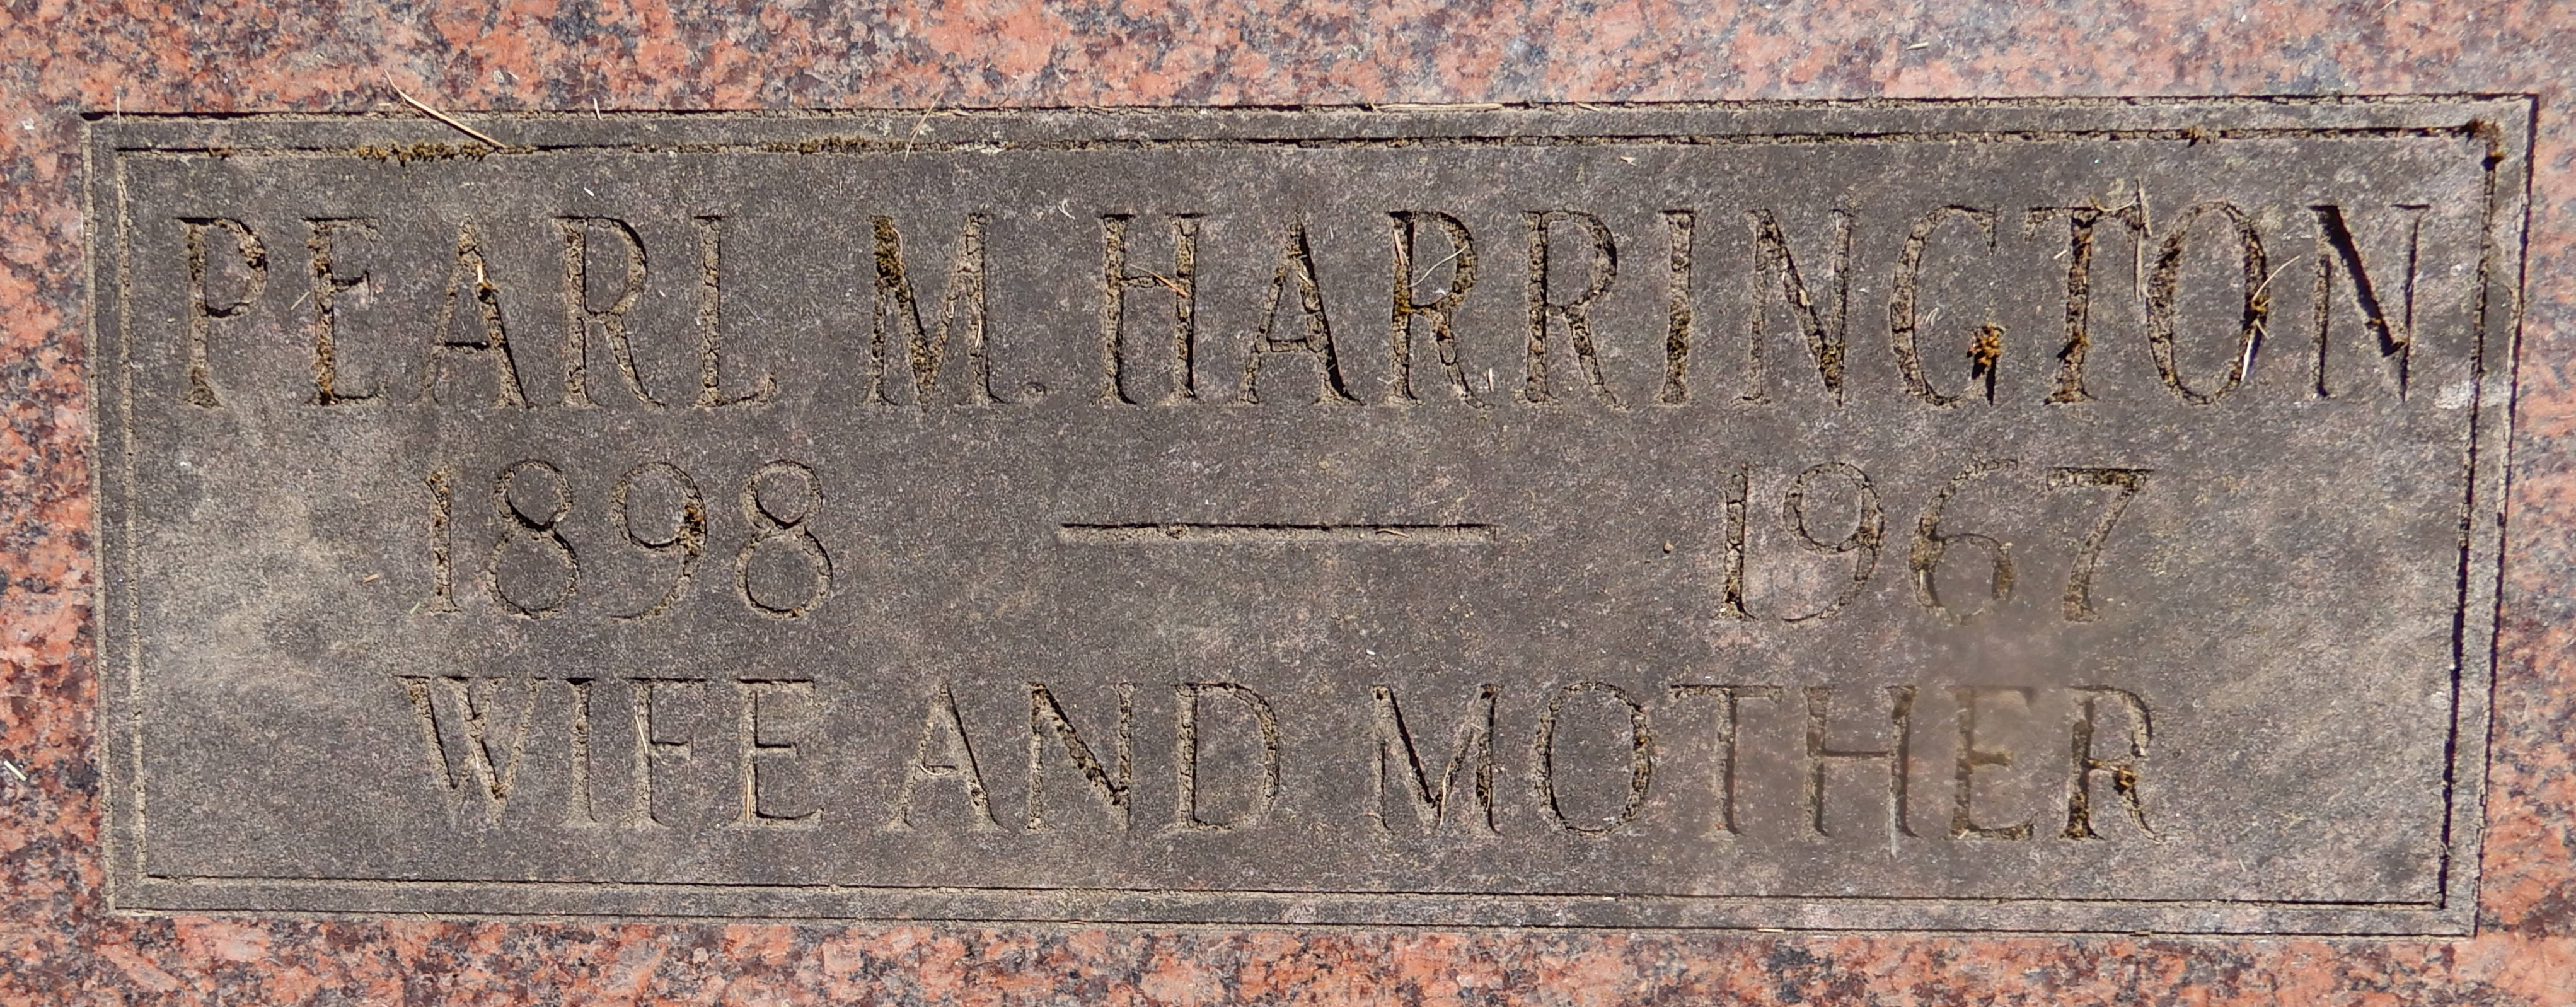 PEARL M. HARRINGTON
1898 — 1967
WIFE AND MOTHER